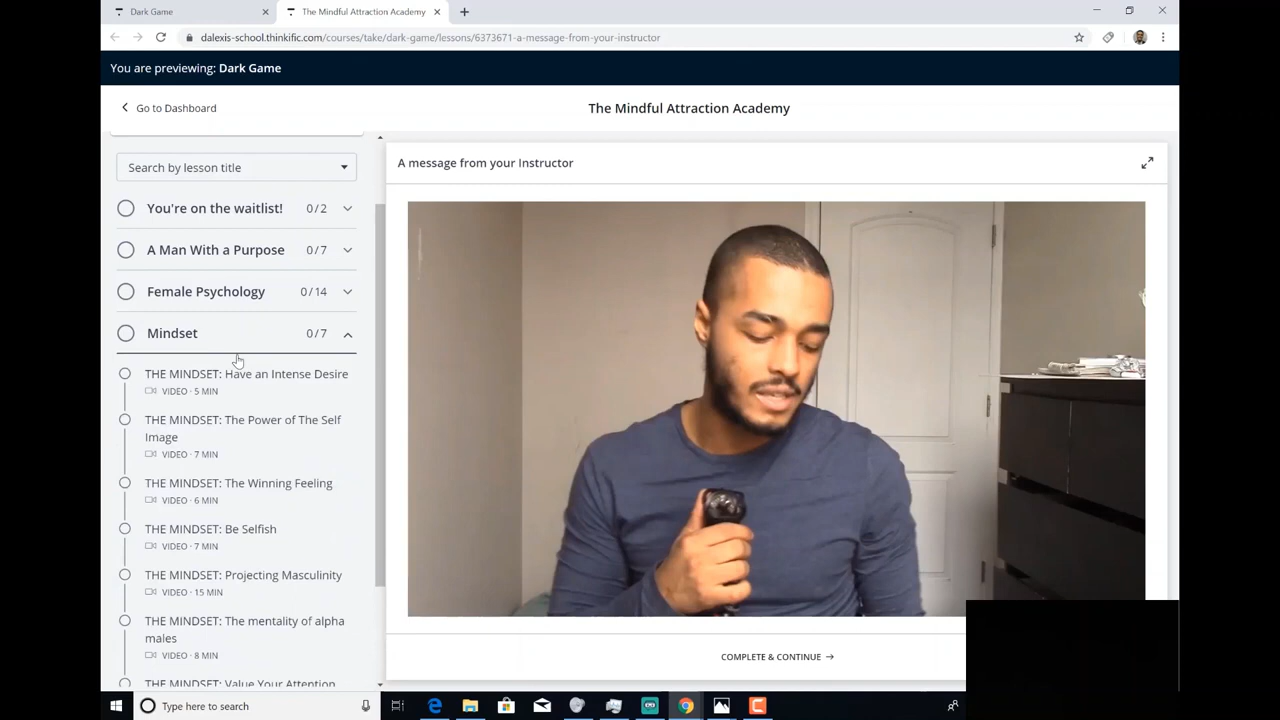 Dark Game
The Mindful Attraction Academy
dalexis-school.thinkific.com/courses/take/dark-game/lessons/6373671-a-message-from-your-instructor
You are previewing: Dark Game
Go to Dashboard
The Mindful Attraction Academy
Search by lesson title
You're on the waitlist! 0/2
A Man With a Purpose 0/7
Female Psychology 0/14
Mindset 0/7
THE MINDSET: Have an Intense Desire
VIDEO · 5 MIN
THE MINDSET: The Power of The Self
Image
VIDEO · 7 MIN
THE MINDSET: The Winning Feeling
VIDEO · 6 MIN
THE MINDSET: Be Selfish
VIDEO · 7 MIN
THE MINDSET: Projecting Masculinity
VIDEO · 15 MIN
THE MINDSET: The mentality of alpha
males
VIDEO · 8 MIN
THE MINDSET: Value Your Attention
A message from your Instructor
COMPLETE & CONTINUE →
Type here to search